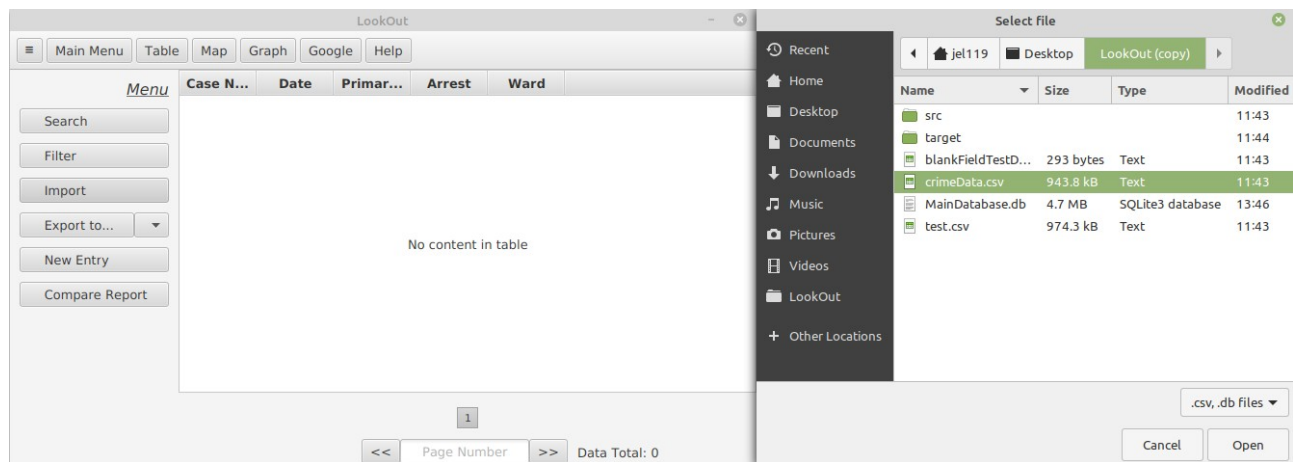 LookOut
≡ Main Menu Table Map Graph Google Help
Menu
Search
Filter
Import
Export to...
New Entry
Compare Report
Case N... Date Primar... Arrest Ward
No content in table
1
<< Page Number >> Data Total: 0
Select file
Recent
Home
Desktop
Documents
Downloads
Music
Pictures
Videos
LookOut
+ Other Locations
jel119 Desktop LookOut (copy)
Name Size Type Modified
src 11:43
target 11:44
blankFieldTestD... 293 bytes Text 11:43
crimeData.csv 943.8 kB Text 11:43
MainDatabase.db 4.7 MB SQLite3 database 13:46
test.csv 974.3 kB Text 11:43
.csv, .db files
Cancel Open